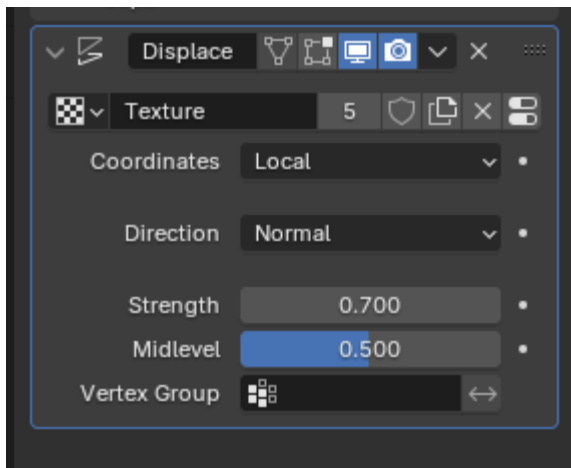 Displace
Texture 5
Coordinates Local
Direction Normal
Strength 0.700
Midlevel 0.500
Vertex Group